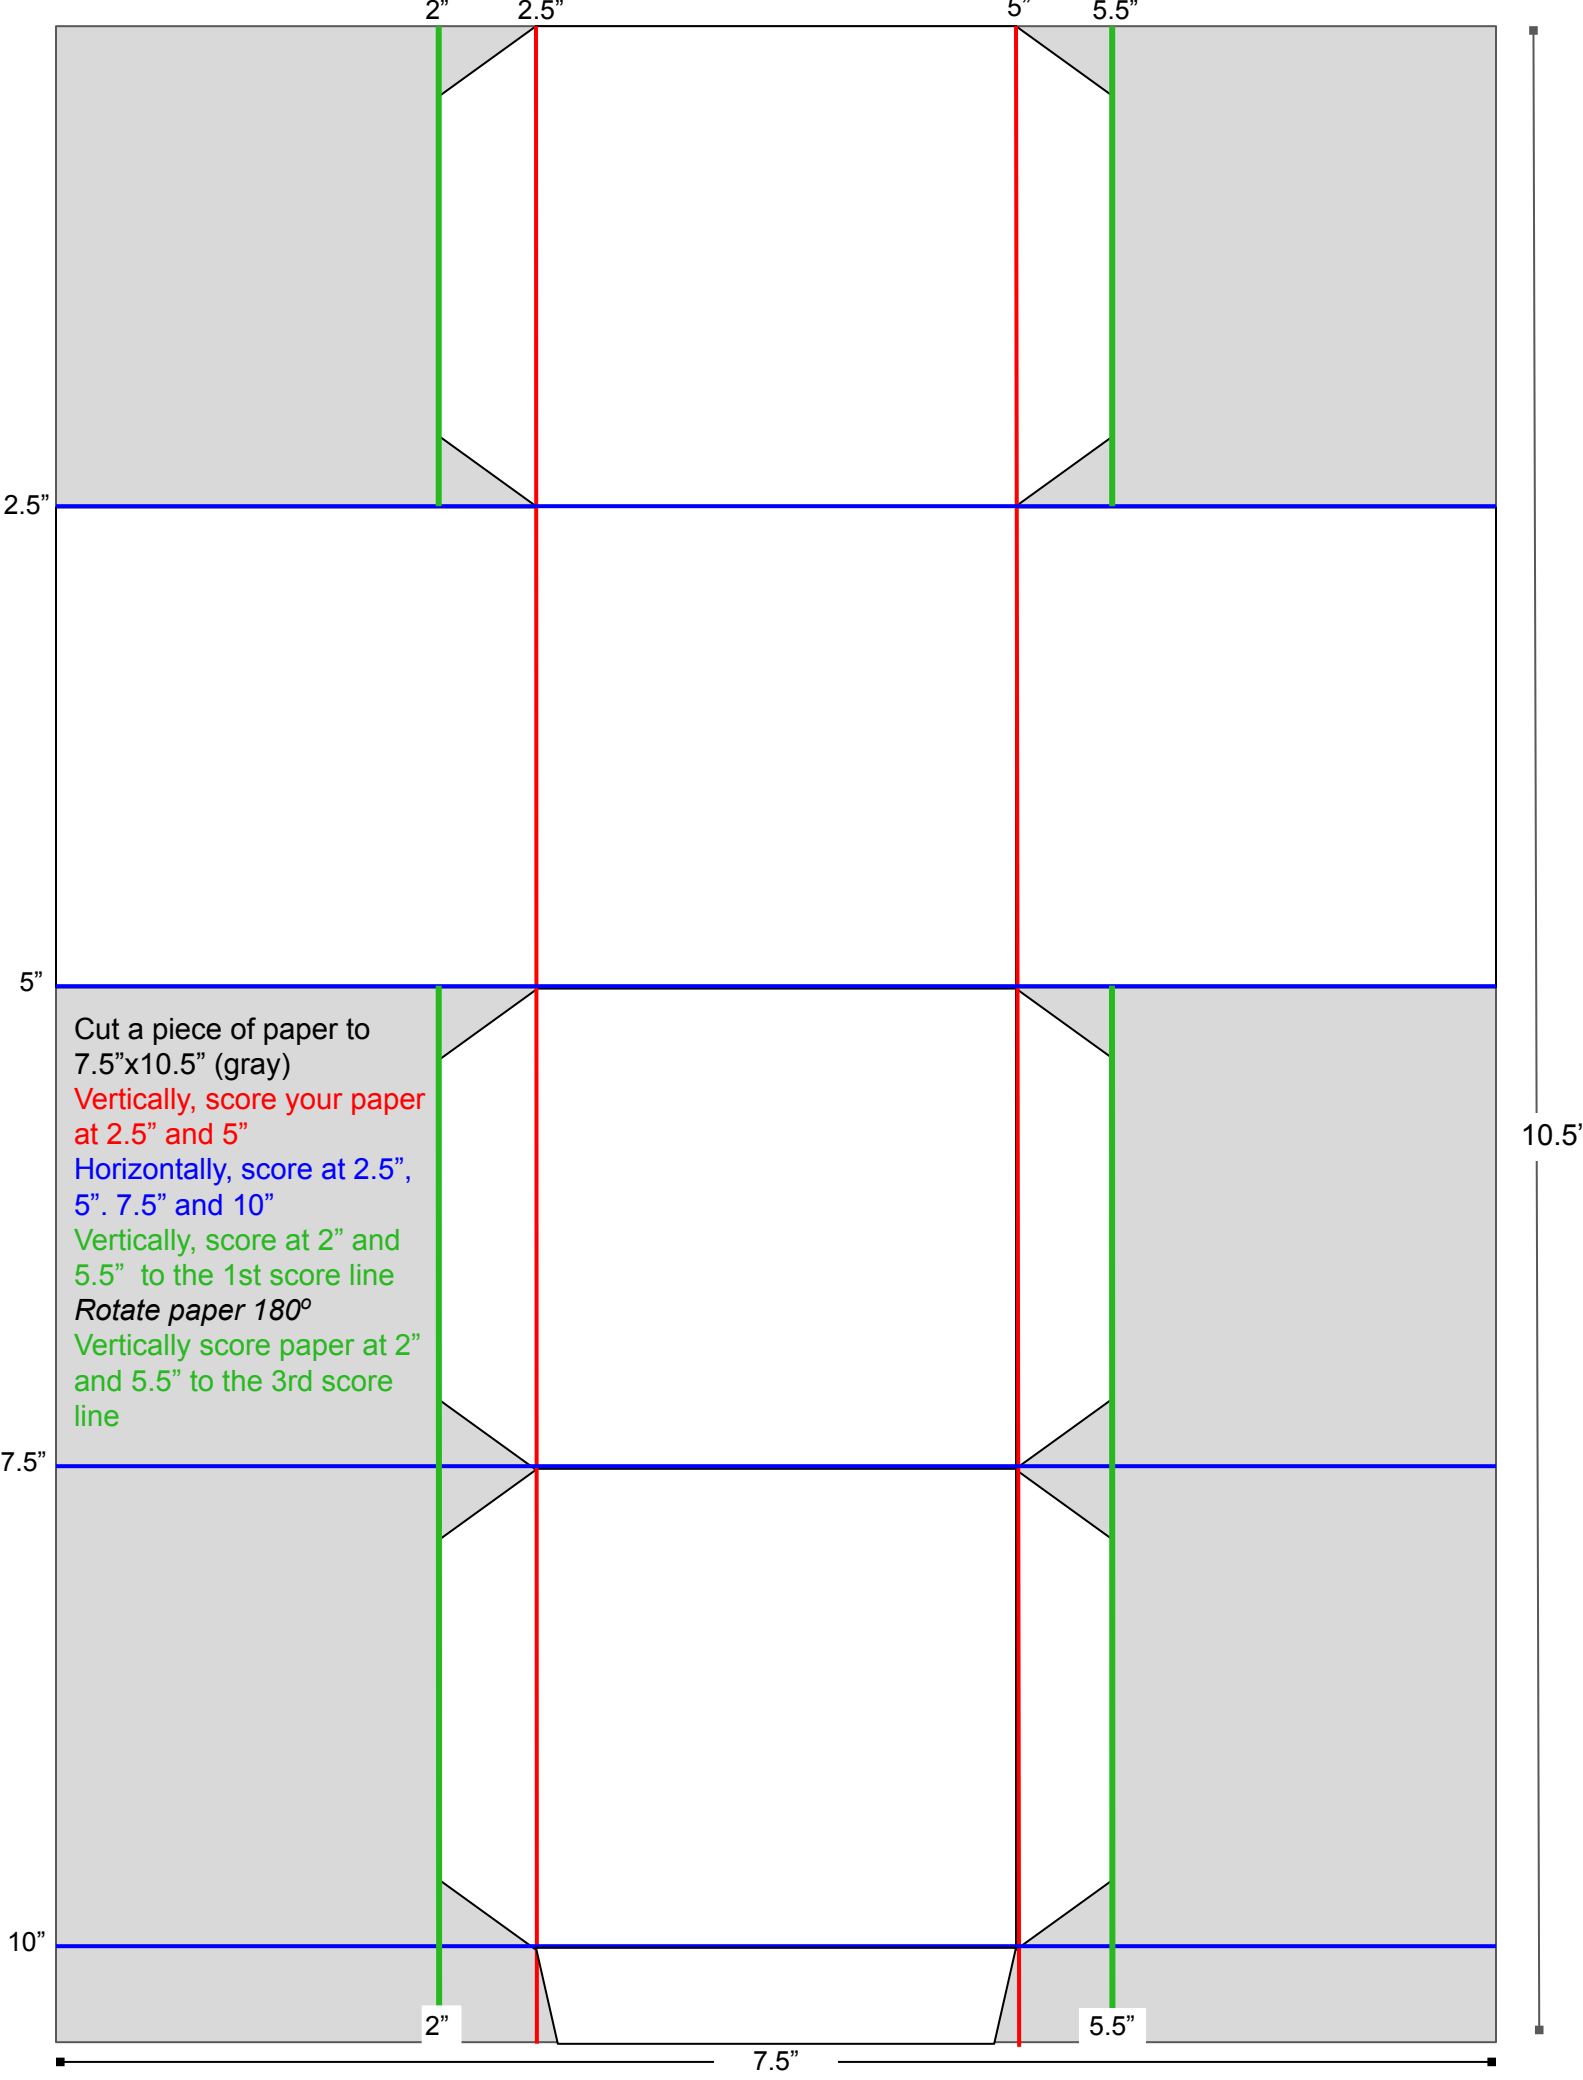 2” 2.5” 5” 5.5”
2.5”
5”
Cut a piece of paper to
7.5”x10.5” (gray)
Vertically, score your paper
at 2.5” and 5”
Horizontally, score at 2.5”,
5”. 7.5” and 10”
Vertically, score at 2” and
5.5”  to the 1st score line
Rotate paper 180º
Vertically score paper at 2”
and 5.5” to the 3rd score
line
10.5’
7.5”
10”
2” 5.5”
7.5”